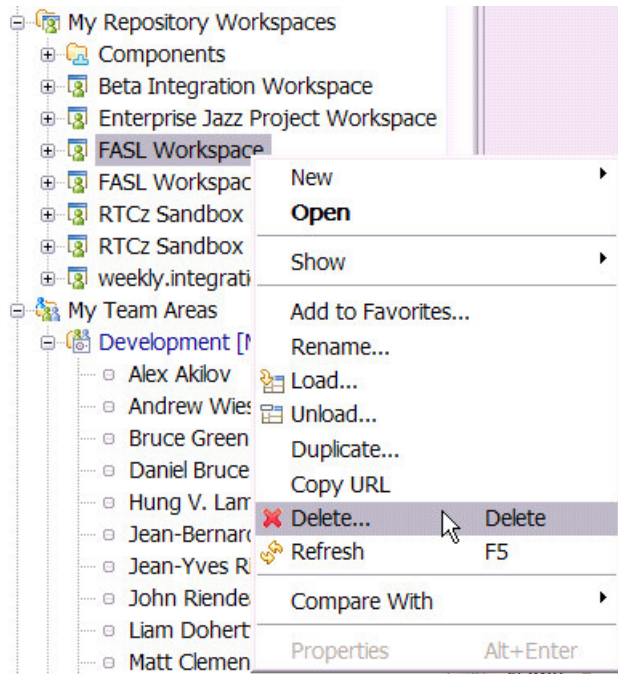 My Repository Workspaces
Components
Beta Integration Workspace
Enterprise Jazz Project Workspace
FASL Workspace
FASL Workspac
RTCz Sandbox
RTCz Sandbox
weekly.integrati
My Team Areas
Development [
Alex Akilov
Andrew Wies
Bruce Green
Daniel Bruce
Hung V. Lam
Jean-Bernar
Jean-Yves R
John Riende
Liam Dohert
Matt Clemen
New
Open
Show
Add to Favorites...
Rename...
Load...
Unload...
Duplicate...
Copy URL
Delete... Delete
Refresh F5
Compare With
Properties Alt+Enter